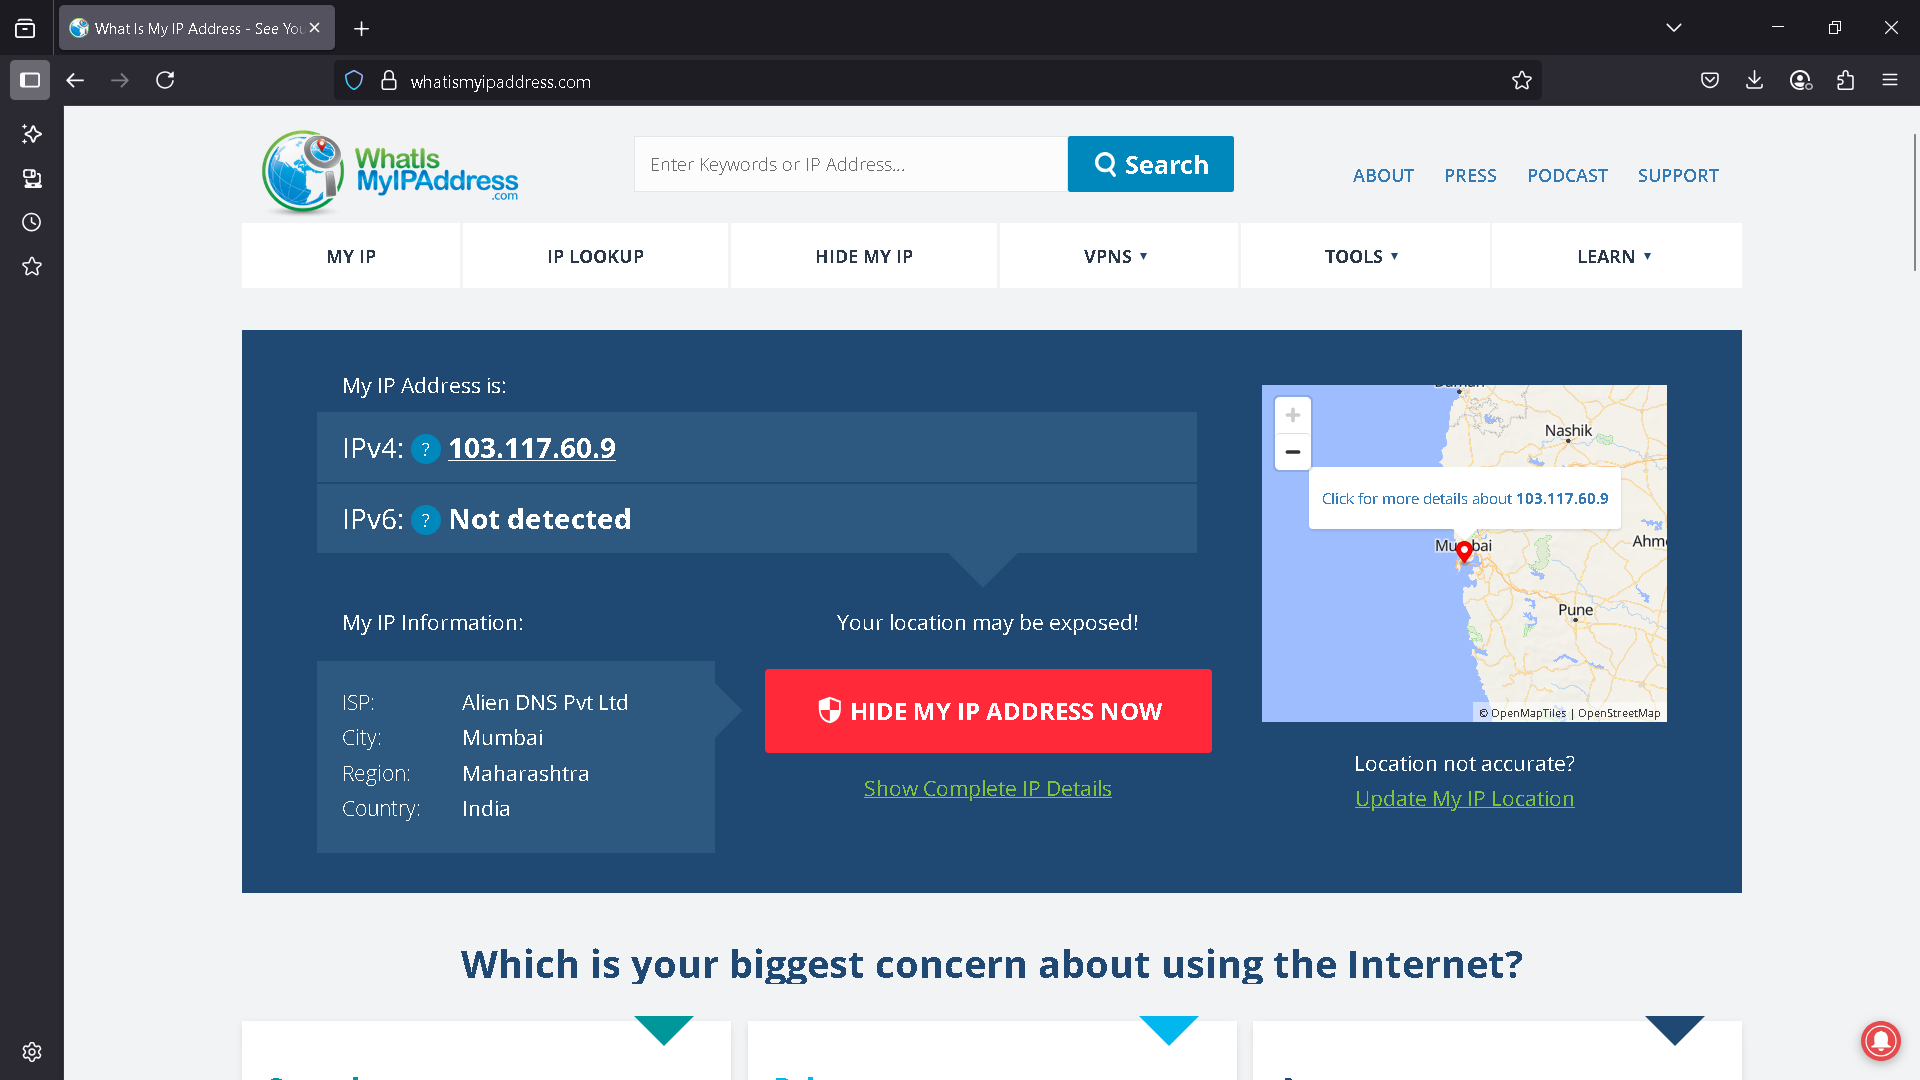 What Is My IP Address - See You
whatismyipaddress.com
WhatIs
MyIPAddress
.com
Enter Keywords or IP Address...
Search
ABOUT
PRESS
PODCAST
SUPPORT
MY IP
IP LOOKUP
HIDE MY IP
VPNS
TOOLS
LEARN
My IP Address is:
IPv4: ? 103.117.60.9
IPv6: ? Not detected
My IP Information:
ISP: Alien DNS Pvt Ltd
City: Mumbai
Region: Maharashtra
Country: India
Your location may be exposed!
HIDE MY IP ADDRESS NOW
Show Complete IP Details
Nashik
Click for more details about 103.117.60.9
Mumbai
Ahme
Pune
© OpenMapTiles | OpenStreetMap
Location not accurate?
Update My IP Location
Which is your biggest concern about using the Internet?